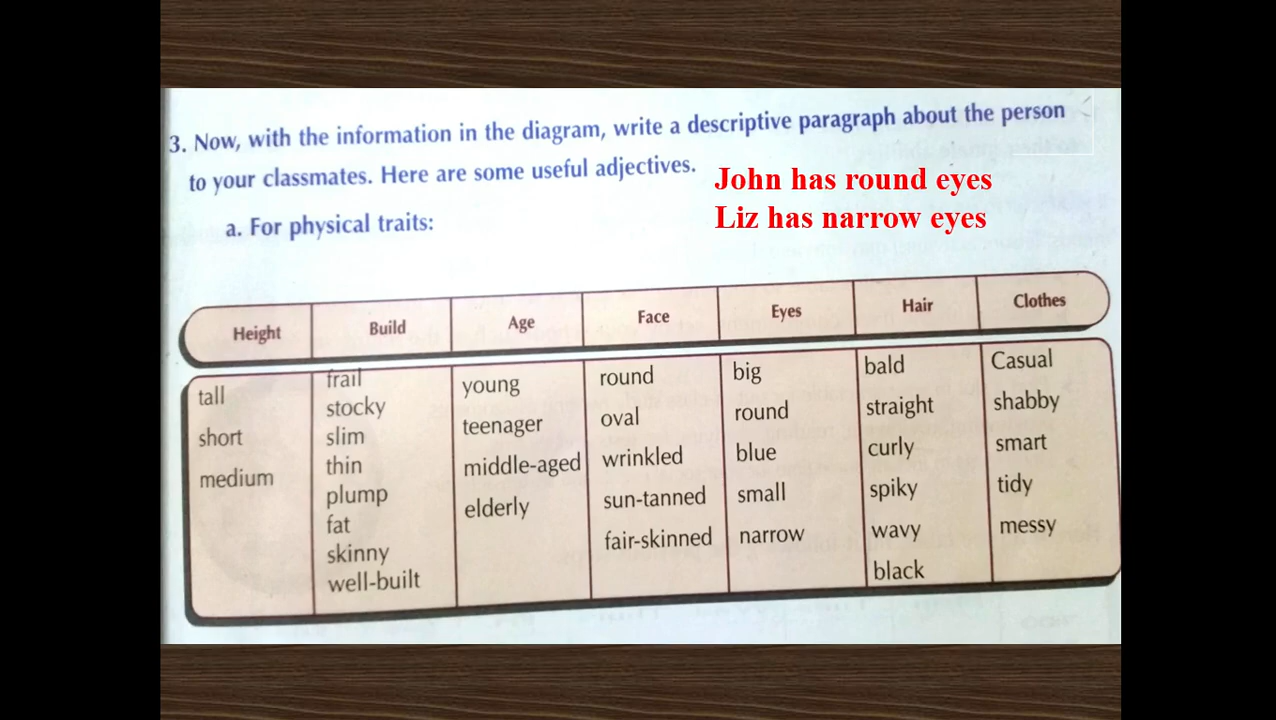 3. Now, with the information in the diagram, write a descriptive paragraph about the person
to your classmates. Here are some useful adjectives.
John has round eyes
Liz has narrow eyes
a. For physical traits:
Height
Build
Age
Face
Eyes
Hair
Clothes
tall
short
medium
frail
stocky
slim
thin
plump
fat
skinny
well-built
young
teenager
middle-aged
elderly
round
oval
wrinkled
sun-tanned
fair-skinned
big
round
blue
small
narrow
bald
straight
curly
spiky
wavy
black
Casual
shabby
smart
tidy
messy